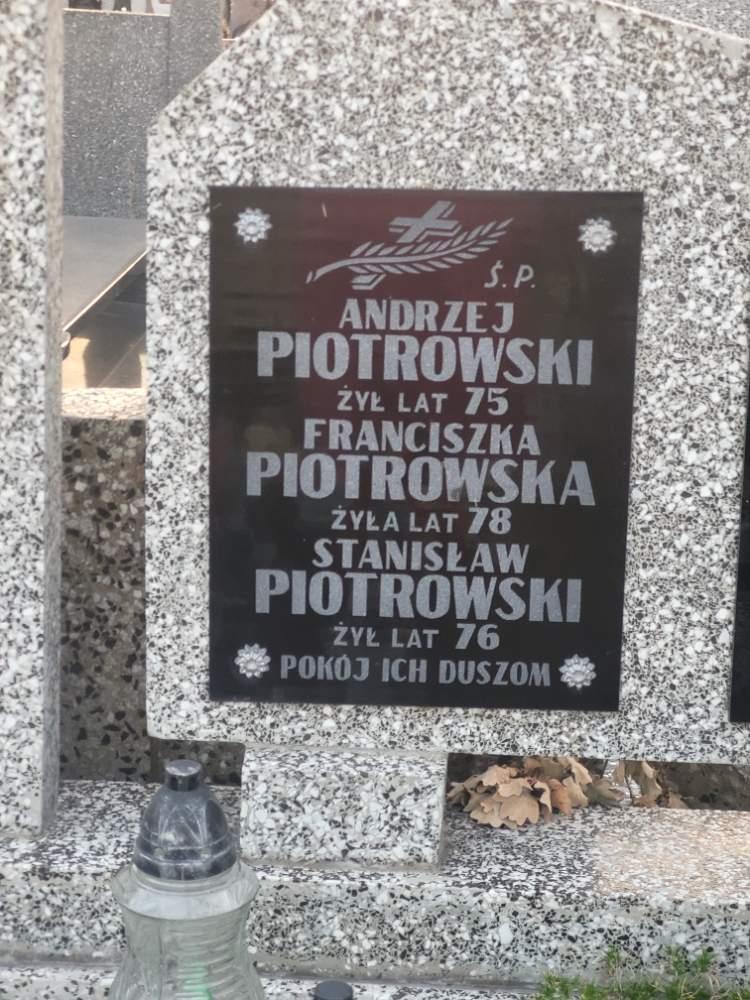 Ś.P.
ANDRZEJ
PIOTROWSKI
ŻYŁ LAT 75
FRANCISZKA
PIOTROWSKA
ŻYŁA LAT 78
STANISŁAW
PIOTROWSKI
ŻYŁ LAT 76
POKÓJ ICH DUSZOM